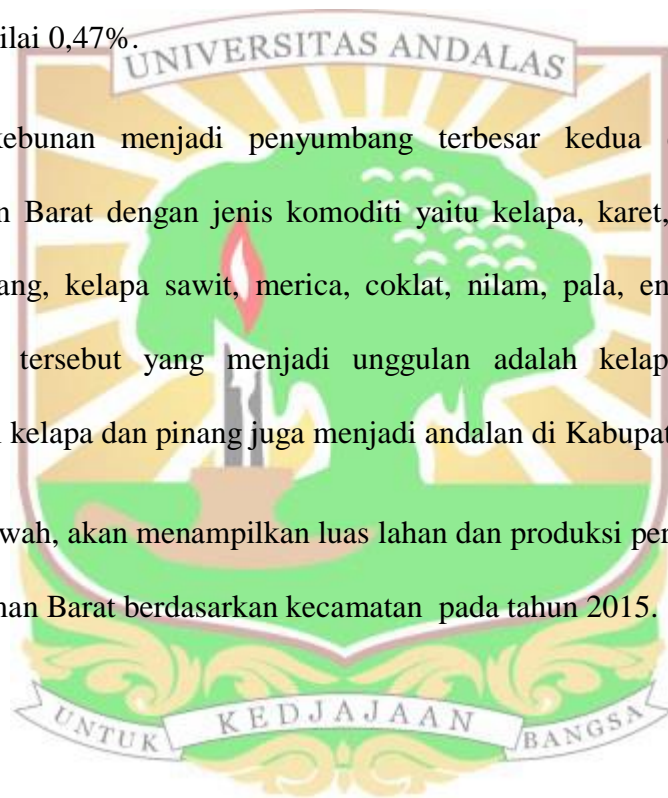 ilai 0,47%.
UNIVERSITAS ANDALAS
kebunan menjadi penyumbang terbesar kedua
n Barat dengan jenis komoditi yaitu kelapa, karet,
ang, kelapa sawit, merica, coklat, nilam, pala, en
tersebut yang menjadi unggulan adalah kelap
kelapa dan pinang juga menjadi andalan di Kabupat
wah, akan menampilkan luas lahan dan produksi per
nan Barat berdasarkan kecamatan pada tahun 2015.
UNTUK KEDJAJAAN BANGSA